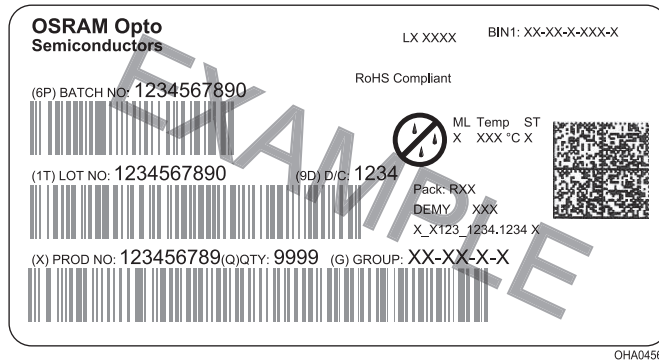 OSRAM Opto
Semiconductors
LX XXXX
BIN1: XX-XX-X-XXX-X
RoHS Compliant
(6P) BATCH NO: 1234567890
ML Temp ST
X XXX °C X
(1T) LOT NO: 1234567890 (9D) D/C: 1234
Pack: RXX
DEMY XXX
X_X123_1234.1234 X
(X) PROD NO: 123456789(Q)QTY: 9999 (G) GROUP: XX-XX-X-X
EXAMPLE